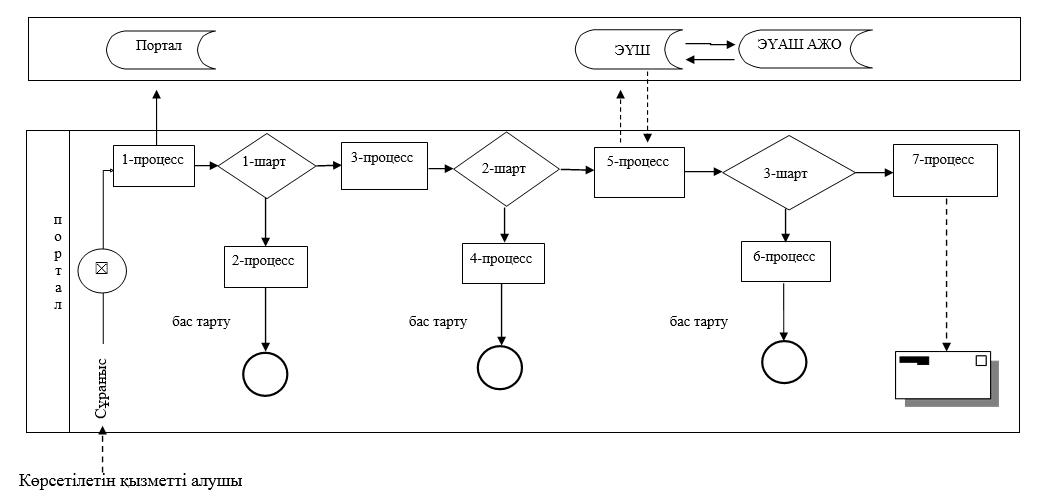 Портал
ЭҮШ
ЭҮАШ АЖО
1-процесс
1-шарт
3-процесс
2-шарт
5-процесс
3-шарт
7-процесс
портал
2-процесс
4-процесс
6-процесс
бас тарту
бас тарту
бас тарту
Сұраныс
Көрсетілетін қызметті алушы